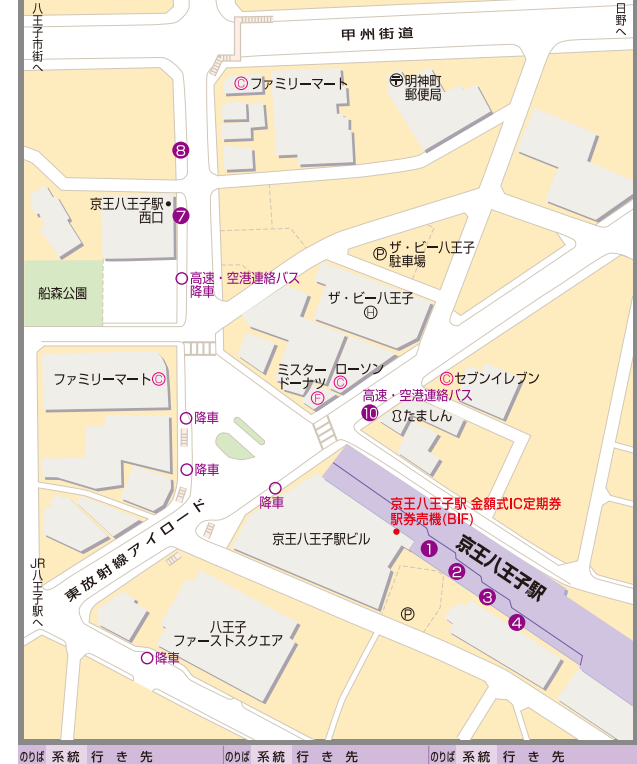 八王子市街へ
日野へ
甲州街道
Ⓒファミリーマート
〒明神町
郵便局
8
京王八王子駅
西口
7
Ⓟザ・ビー八王子
駐車場
高速・空港連絡バス
降車
船森公園
ザ・ビー八王子
Ⓗ
ファミリーマートⒸ
ミスター
ドーナツ
Ⓕ
ローソン
Ⓒ
Ⓒセブンイレブン
高速・空港連絡バス
10
たましん
降車
降車
降車
京王八王子駅 金額式IC定期券
駅券売機(BIF)
東放射線アイロード
京王八王子駅ビル
京王八王子駅
1
2
3
4
JR八王子駅へ
Ⓟ
八王子
ファーストスクエア
降車
のりば 系統 行き先
のりば 系統 行き先
のりば 系統 行き先